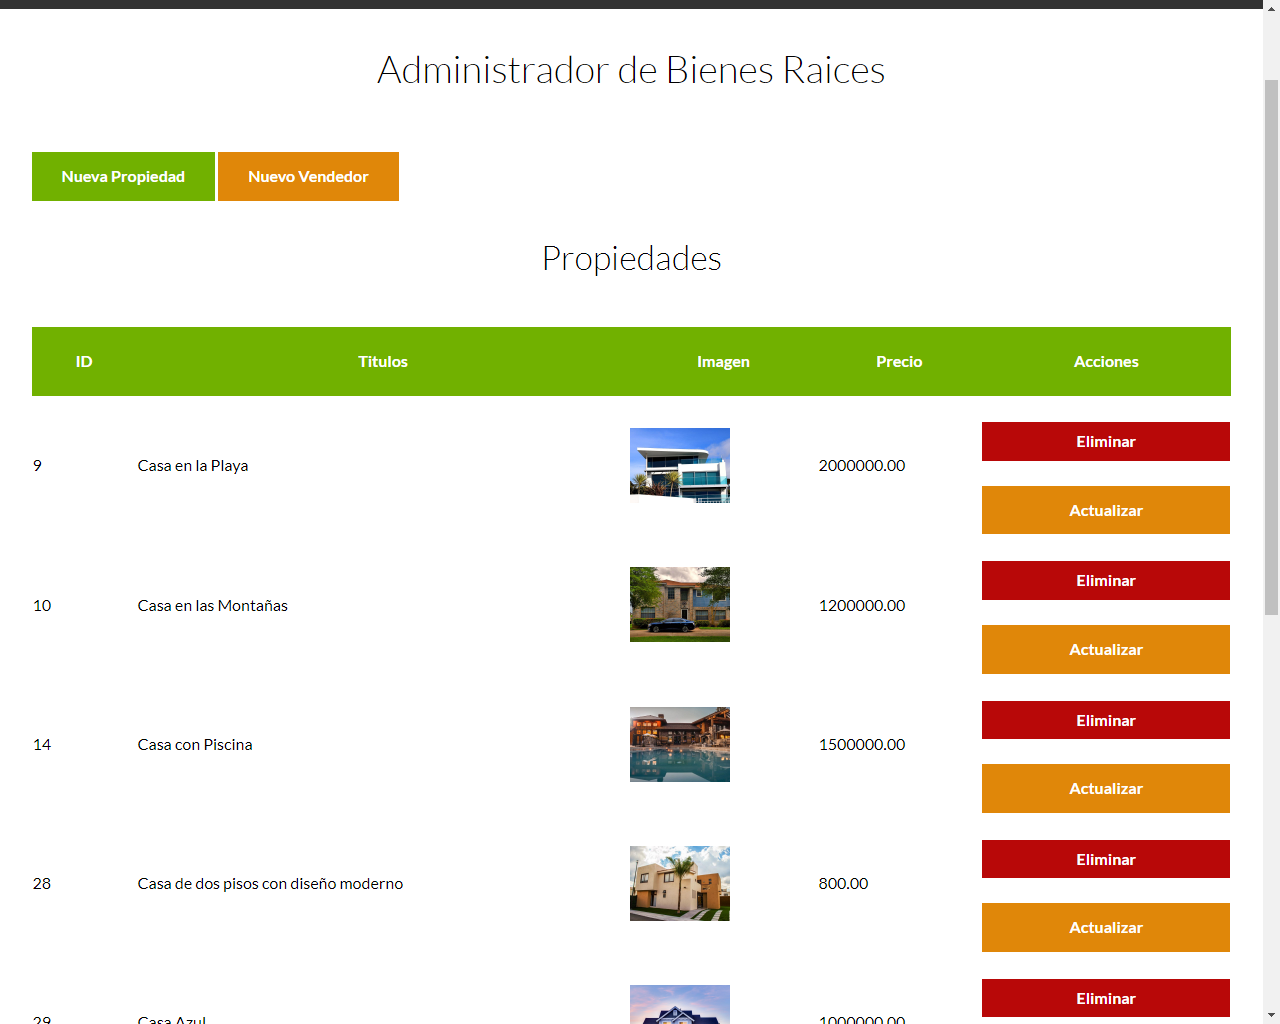 Administrador de Bienes Raices
Nueva Propiedad Nuevo Vendedor
Propiedades
ID Titulos Imagen Precio Acciones
9 Casa en la Playa 2000000.00 Eliminar
Actualizar
10 Casa en las Montañas 1200000.00 Eliminar
Actualizar
14 Casa con Piscina 1500000.00 Eliminar
Actualizar
28 Casa de dos pisos con diseño moderno 800.00 Eliminar
Actualizar
29 Casa Azul 1000000.00 Eliminar